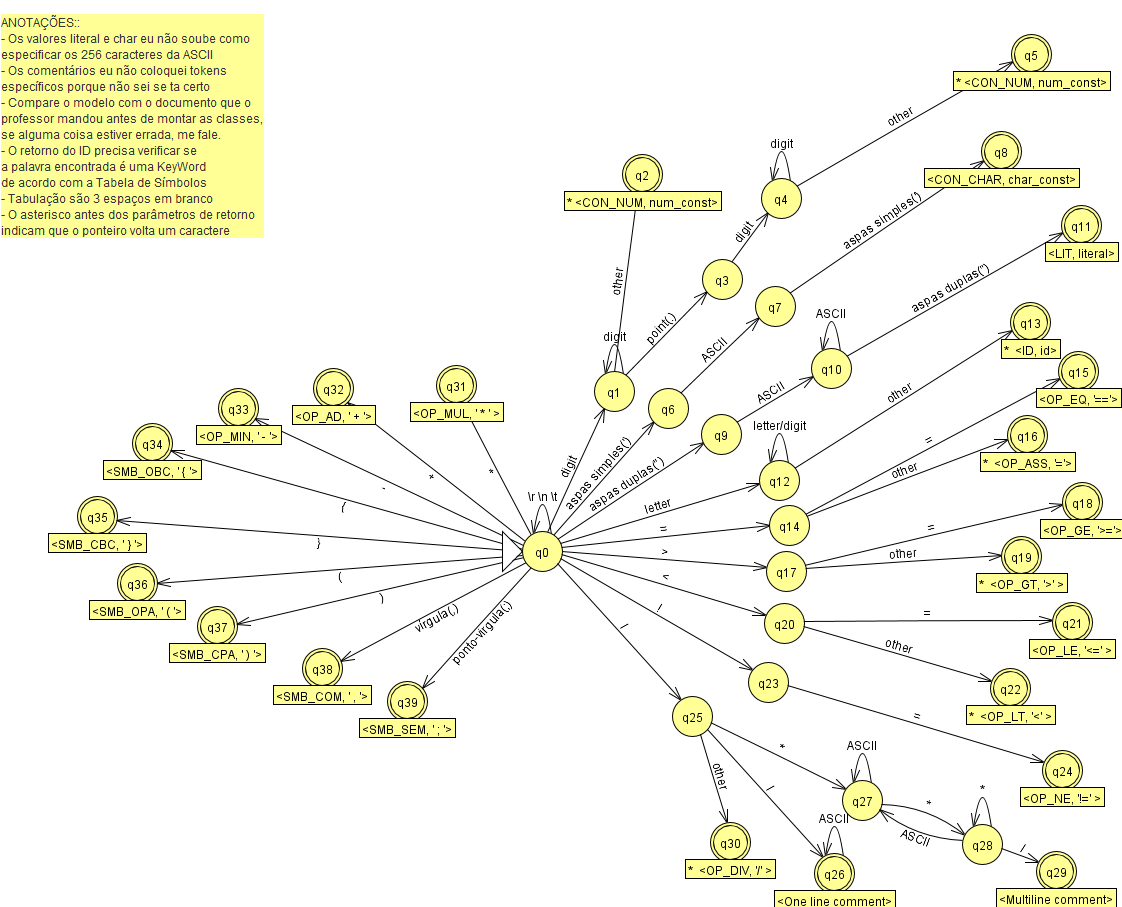 ANOTAÇÕES::
- Os valores literal e char eu não soube como
especificar os 256 caracteres da ASCII
- Os comentários eu não coloquei tokens
específicos porque não sei se ta certo
- Compare o modelo com o documento que o
professor mandou antes de montar as classes,
se alguma coisa estiver errada, me fale.
- O retorno do ID precisa verificar se
a palavra encontrada é uma KeyWord
de acordo com a Tabela de Símbolos
- Tabulação são 3 espaços em branco
- O asterisco antes dos parâmetros de retorno
indicam que o ponteiro volta um caractere
q5
* <CON_NUM, num_const>
other
q8
<CON_CHAR, char_const>
aspas simples(')
digit
q4
q2
* <CON_NUM, num_const>
digit
q11
<LIT, literal>
aspas duplas(")
q3
other
point(.)
q7
ASCII
ASCII
q10
q13
* <ID, id>
other
digit
q1
q6
ASCII
q9
q15
<OP_EQ, '=='>
=
q16
* <OP_ASS, '='>
other
letter/digit
q12
letter
q31
<OP_MUL, ' * ' >
*
q32
<OP_AD, ' + '>
+
q33
<OP_MIN, ' - '>
-
q34
<SMB_OBC, ' { '>
{
q35
<SMB_CBC, ' } '>
}
q36
<SMB_OPA, ' ( '>
(
q37
<SMB_CPA, ' ) '>
)
q38
<SMB_COM, ' , '>
virgula(,)
q39
<SMB_SEM, ' ; '>
ponto-virgula(;)
\r \n \t
q0
digit
aspas simples(')
aspas duplas(")
=
q14
q18
<OP_GE, '>='>
=
>
q17
other
q19
* <OP_GT, '>' >
<
q20
=
q21
<OP_LE, '<=' >
other
q22
* <OP_LT, '<' >
q23
=
q24
<OP_NE, '!=' >
/
q25
*
ASCII
q27
*
ASCII
*
q28
/
q29
<Multiline comment>
/
ASCII
q26
<One line comment>
other
q30
* <OP_DIV, '/' >